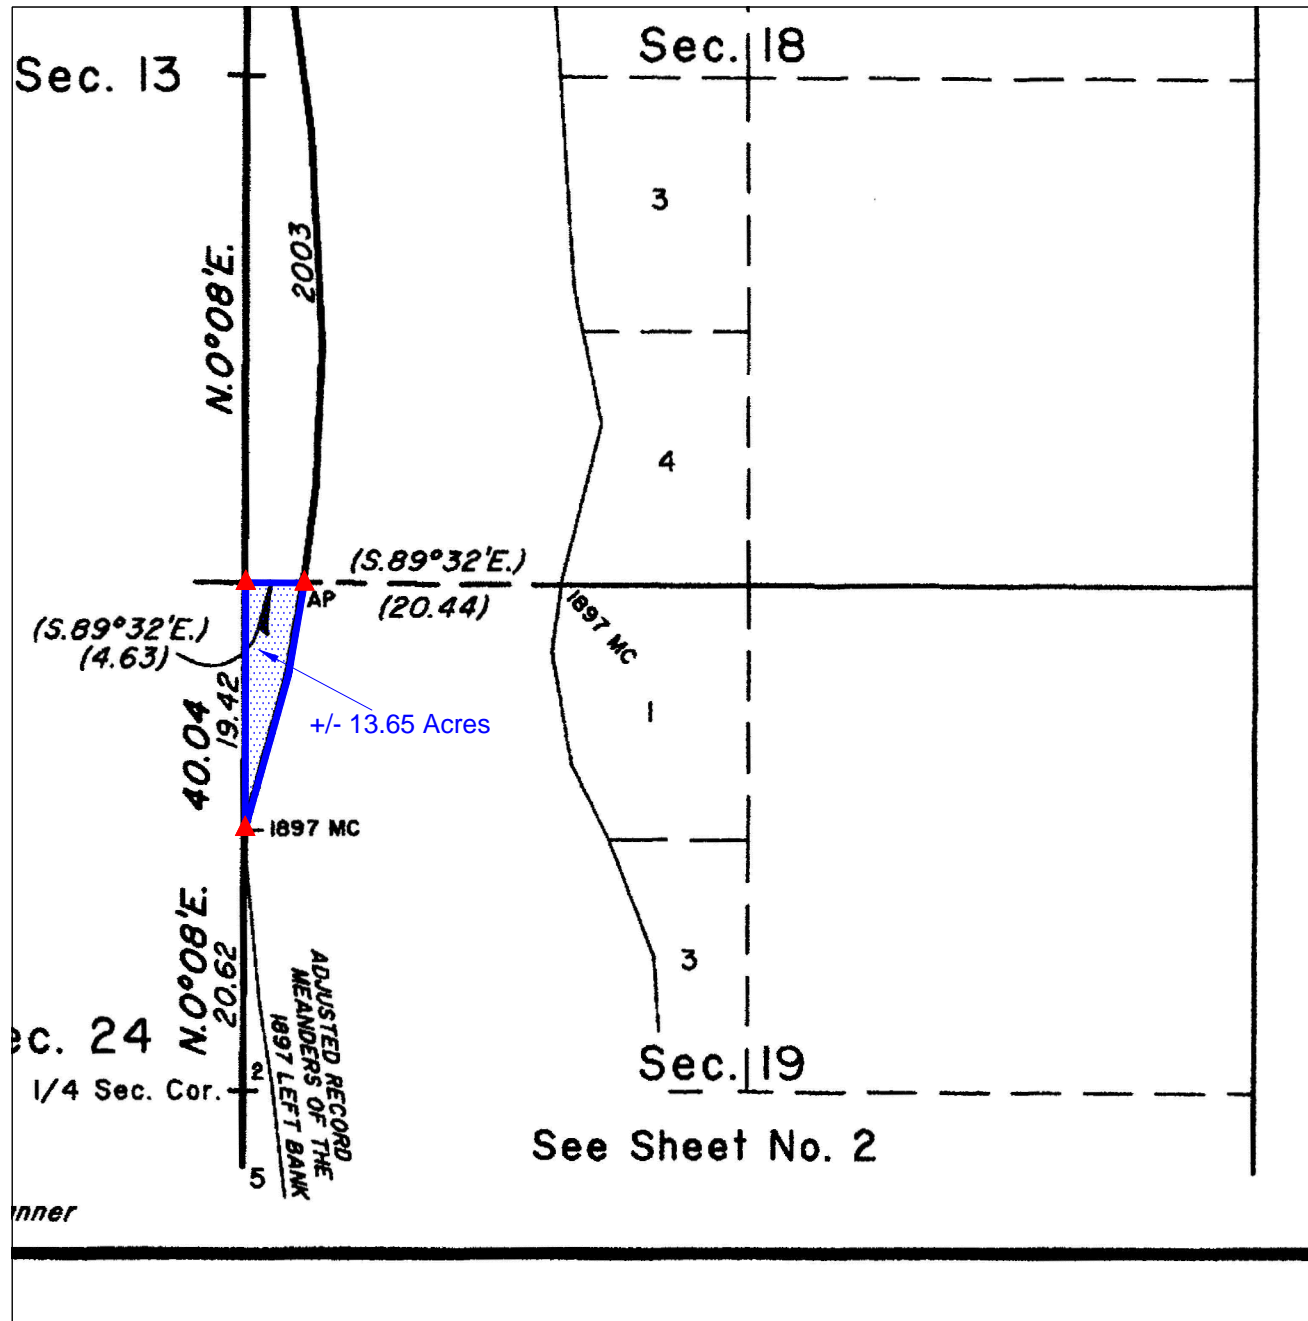 Sec. 18
Sec. 13
3
2003
N.0°08'E.
4
(S.89°32'E.)
(20.44)
AP
1897 MC
(S.89°32'E.)
(4.63)
19.42
40.04
+/- 13.65 Acres
1
1897 MC
N.0°08'E.
20.62
ADJUSTED RECORD
MEANDERS OF THE
1897 LEFT BANK
3
ec. 24
Sec. 19
2
1/4 Sec. Cor.
See Sheet No. 2
5
nner